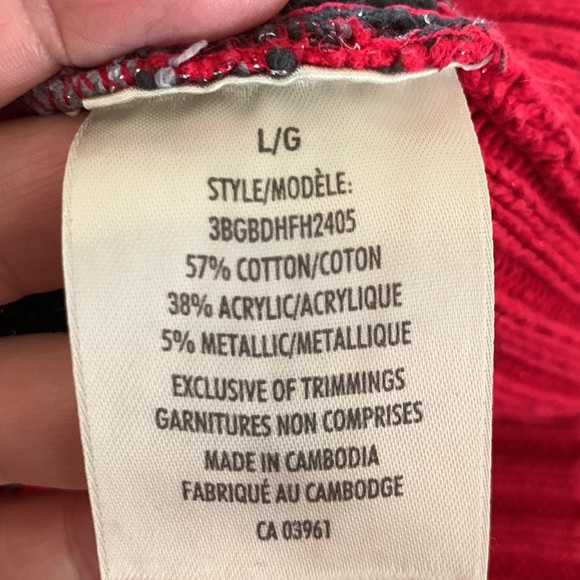 L/G
STYLE/MODÈLE:
3BGBDHFH2405
57% COTTON/COTON
38% ACRYLIC/ACRYLIQUE
5% METALLIC/METALLIQUE
EXCLUSIVE OF TRIMMINGS
GARNITURES NON COMPRISES
MADE IN CAMBODIA
FABRIQUÉ AU CAMBODGE
CA 03961